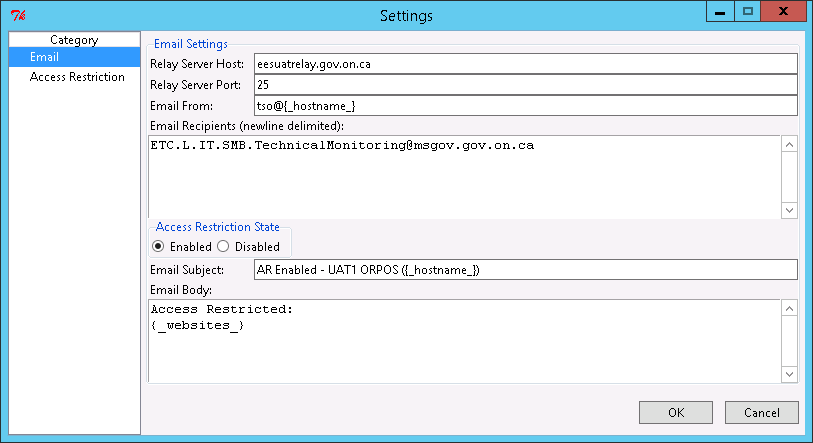 Settings
Category
Email
Access Restriction
Email Settings
Relay Server Host: eesuatrelay.gov.on.ca
Relay Server Port: 25
Email From: tso@{_hostname_}
Email Recipients (newline delimited):
ETC.L.IT.SMB.TechnicalMonitoring@msgov.gov.on.ca
Access Restriction State
Enabled Disabled
Email Subject: AR Enabled - UAT1 ORPOS ({_hostname_})
Email Body:
Access Restricted:
{_websites_}
OK Cancel